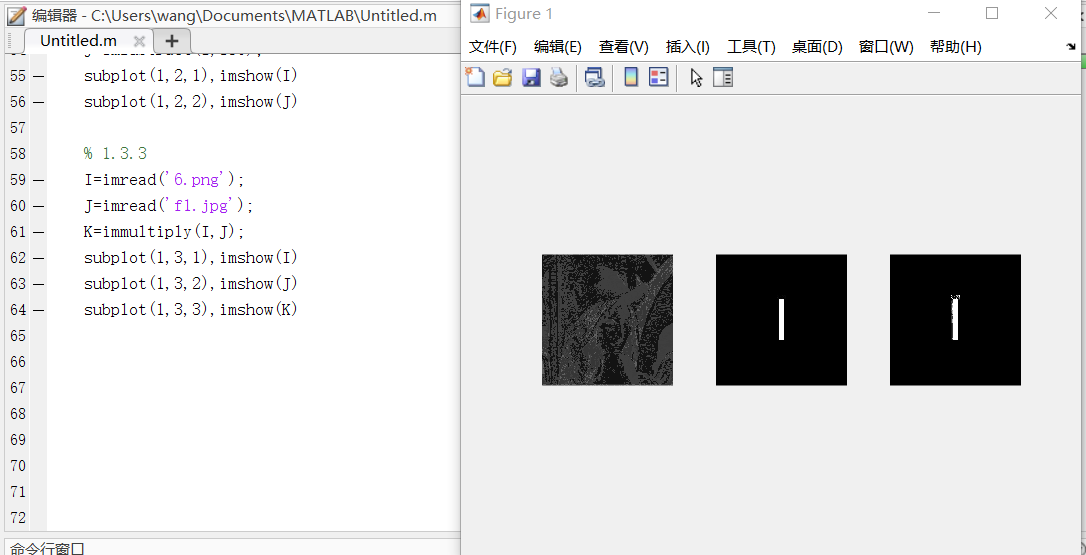 编辑器 - C:\Users\wang\Documents\MATLAB\Untitled.m
Untitled.m
55 subplot(1,2,1),imshow(I)
56 subplot(1,2,2),imshow(J)
57
58 % 1.3.3
59 I=imread('6.png');
60 J=imread('f1.jpg');
61 K=immultiply(I,J);
62 subplot(1,3,1),imshow(I)
63 subplot(1,3,2),imshow(J)
64 subplot(1,3,3),imshow(K)
65
66
67
68
69
70
71
72
命令行窗口
Figure 1
文件(F) 编辑(E) 查看(V) 插入(I) 工具(T) 桌面(D) 窗口(W) 帮助(H)